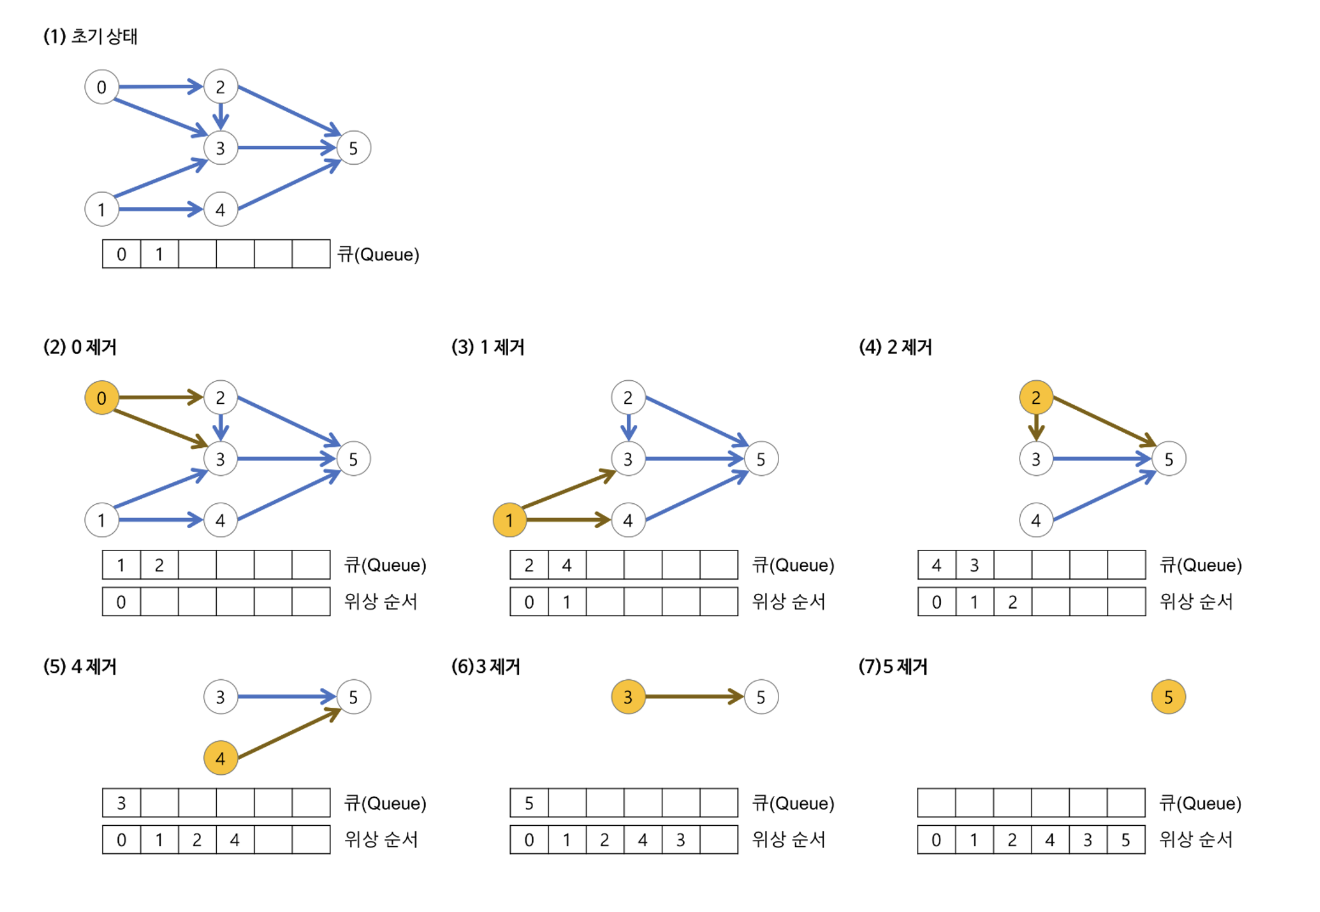 (1) 초기 상태
0 2
3 5
1 4
0 1 큐(Queue)
(2) 0 제거
0 2
3 5
1 4
1 2 큐(Queue)
0 위상 순서
(3) 1 제거
2
3 5
1 4
2 4 큐(Queue)
0 1 위상 순서
(4) 2 제거
2
3 5
4
4 3 큐(Queue)
0 1 2 위상 순서
(5) 4 제거
3 5
4
3 큐(Queue)
0 1 2 4 위상 순서
(6)3 제거
3 5
5 큐(Queue)
0 1 2 4 3 위상 순서
(7)5 제거
5
큐(Queue)
0 1 2 4 3 5 위상 순서